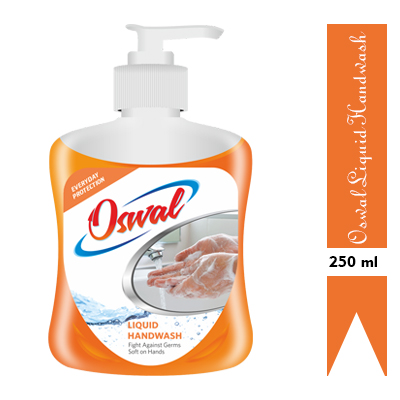 EVERYDAY
PROTECTION
Oswal
LIQUID
HANDWASH
Fight Against Germs
Soft on Hands
Oswal Liquid Handwash
250 ml